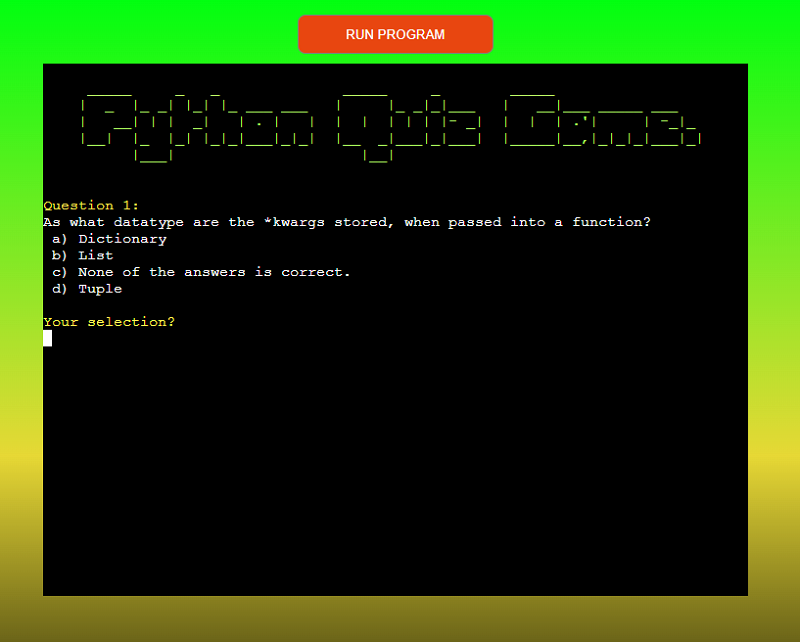 RUN PROGRAM
Python Quiz Game
Question 1:
As what datatype are the *kwargs stored, when passed into a function?
a) Dictionary
b) List
c) None of the answers is correct.
d) Tuple
Your selection?